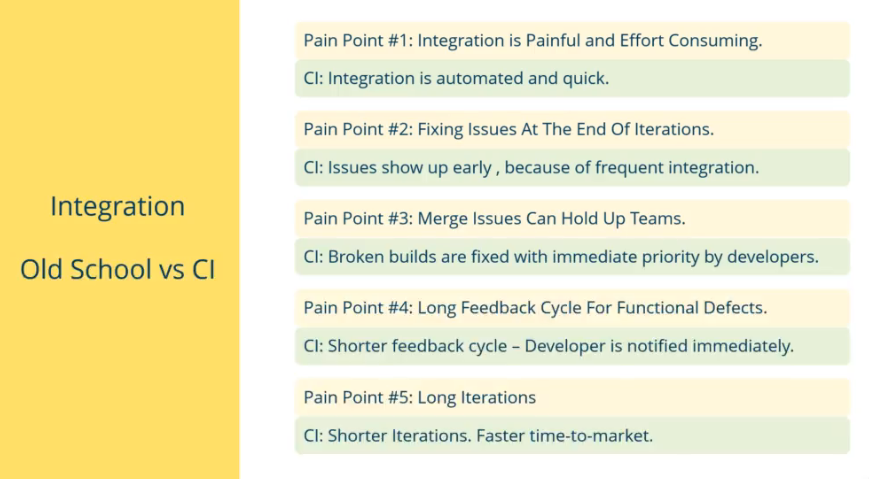 Integration
Old School vs CI
Pain Point #1: Integration is Painful and Effort Consuming.
CI: Integration is automated and quick.
Pain Point #2: Fixing Issues At The End Of Iterations.
CI: Issues show up early , because of frequent integration.
Pain Point #3: Merge Issues Can Hold Up Teams.
CI: Broken builds are fixed with immediate priority by developers.
Pain Point #4: Long Feedback Cycle For Functional Defects.
CI: Shorter feedback cycle – Developer is notified immediately.
Pain Point #5: Long Iterations
CI: Shorter Iterations. Faster time-to-market.